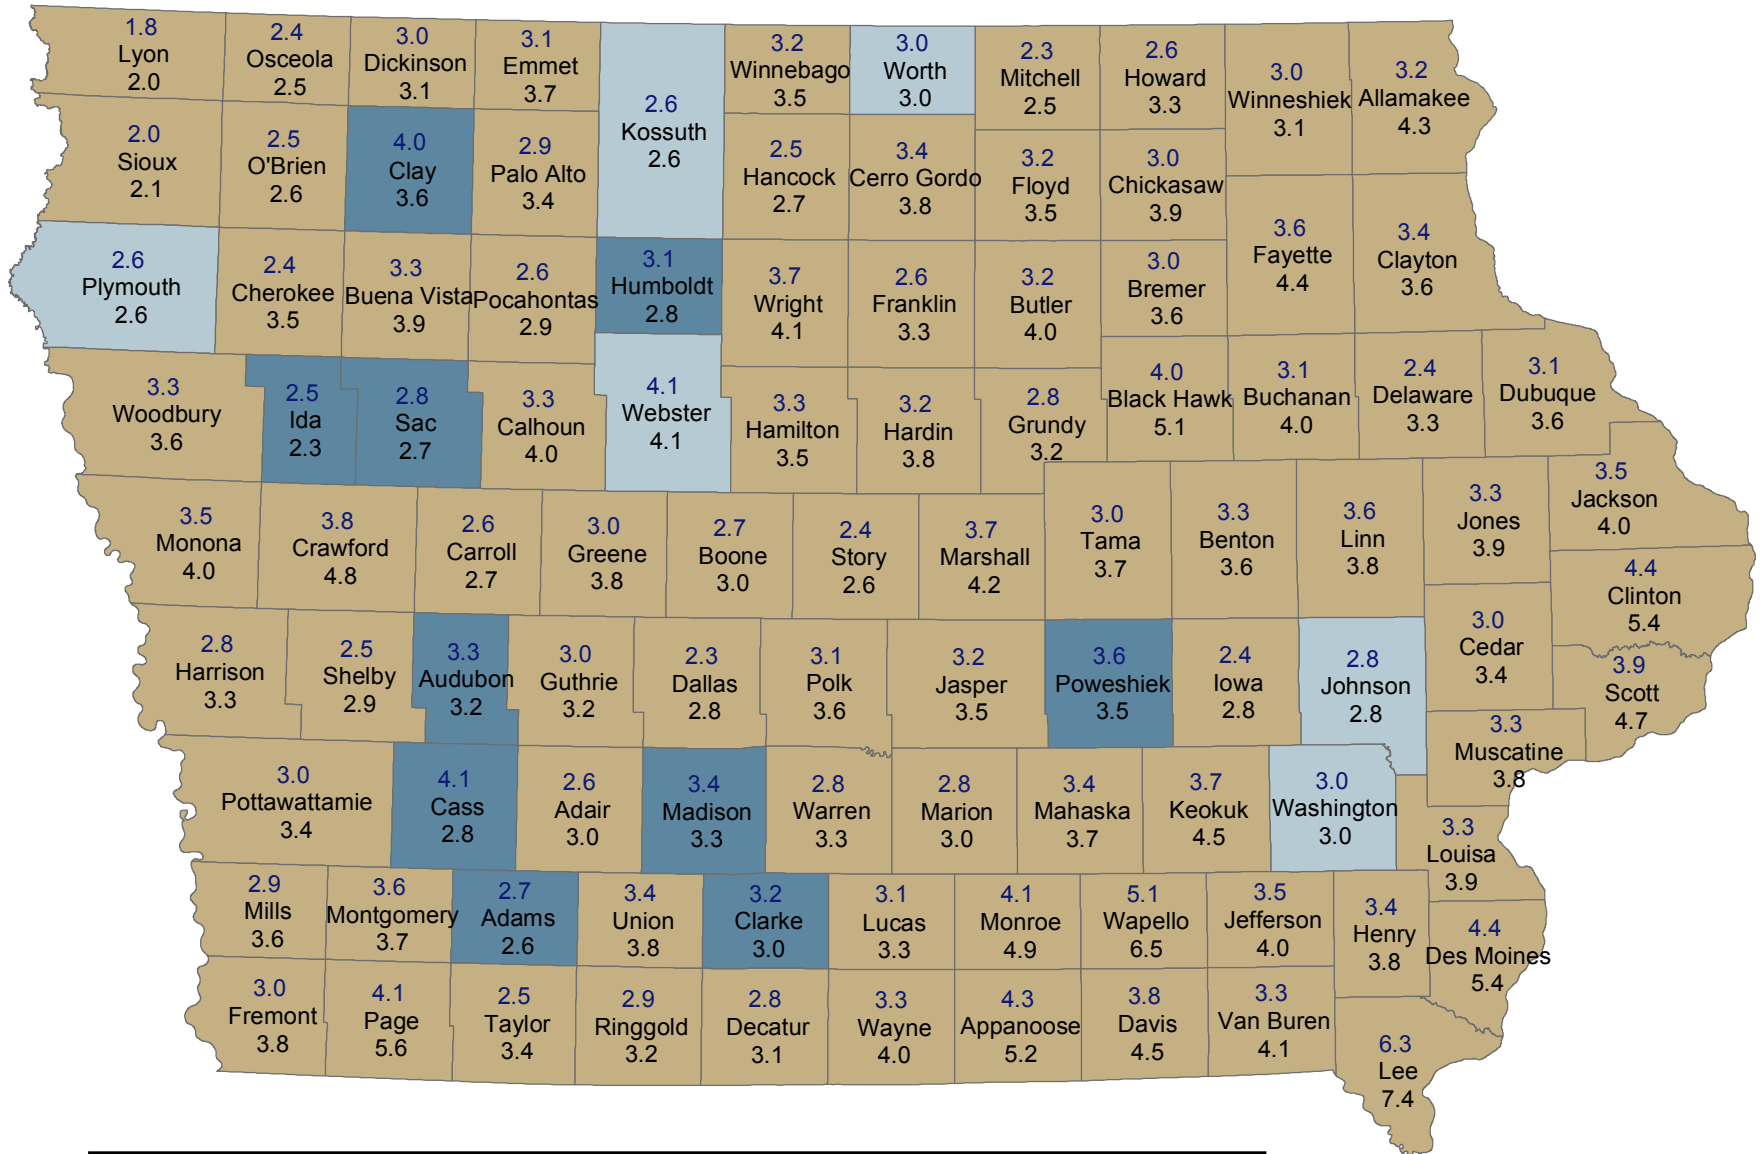 1.8
Lyon
2.0
2.4
Osceola
2.5
3.0
Dickinson
3.1
3.1
Emmet
3.7
2.6
Kossuth
2.6
3.2
Winnebago
3.5
3.0
Worth
3.0
2.3
Mitchell
2.5
2.6
Howard
3.3
3.0
Winneshiek
3.1
3.2
Allamakee
4.3
2.0
Sioux
2.1
2.5
O'Brien
2.6
4.0
Clay
3.6
2.9
Palo Alto
3.4
2.5
Hancock
2.7
3.4
Cerro Gordo
3.8
3.2
Floyd
3.5
3.0
Chickasaw
3.9
3.6
Fayette
4.4
3.4
Clayton
3.6
2.6
Plymouth
2.6
2.4
Cherokee
3.5
3.3
Buena Vista
3.9
2.6
Pocahontas
2.9
3.1
Humboldt
2.8
3.7
Wright
4.1
2.6
Franklin
3.3
3.2
Butler
4.0
3.0
Bremer
3.6
3.3
Woodbury
3.6
2.5
Ida
2.3
2.8
Sac
2.7
3.3
Calhoun
4.0
4.1
Webster
4.1
3.3
Hamilton
3.5
3.2
Hardin
3.8
2.8
Grundy
3.2
4.0
Black Hawk
5.1
3.1
Buchanan
4.0
2.4
Delaware
3.3
3.1
Dubuque
3.6
3.5
Monona
4.0
3.8
Crawford
4.8
2.6
Carroll
2.7
3.0
Greene
3.8
2.7
Boone
3.0
2.4
Story
2.6
3.7
Marshall
4.2
3.0
Tama
3.7
3.3
Benton
3.6
3.6
Linn
3.8
3.3
Jones
3.9
3.5
Jackson
4.0
4.4
Clinton
5.4
2.8
Harrison
3.3
2.5
Shelby
2.9
3.3
Audubon
3.2
3.0
Guthrie
3.2
2.3
Dallas
2.8
3.1
Polk
3.6
3.2
Jasper
3.5
3.6
Poweshiek
3.5
2.4
Iowa
2.8
2.8
Johnson
2.8
3.0
Cedar
3.4
3.9
Scott
4.7
3.3
Muscatine
3.8
3.0
Pottawattamie
3.4
4.1
Cass
2.8
2.6
Adair
3.0
3.4
Madison
3.3
2.8
Warren
3.3
2.8
Marion
3.0
3.4
Mahaska
3.7
3.7
Keokuk
4.5
3.0
Washington
3.0
3.3
Louisa
3.9
2.9
Mills
3.6
3.6
Montgomery
3.7
2.7
Adams
2.6
3.4
Union
3.8
3.2
Clarke
3.0
3.1
Lucas
3.3
4.1
Monroe
4.9
5.1
Wapello
6.5
3.5
Jefferson
4.0
3.4
Henry
3.8
4.4
Des Moines
5.4
3.0
Fremont
3.8
4.1
Page
5.6
2.5
Taylor
3.4
2.9
Ringgold
3.2
2.8
Decatur
3.1
3.3
Wayne
4.0
4.3
Appanoose
5.2
3.8
Davis
4.5
3.3
Van Buren
4.1
6.3
Lee
7.4